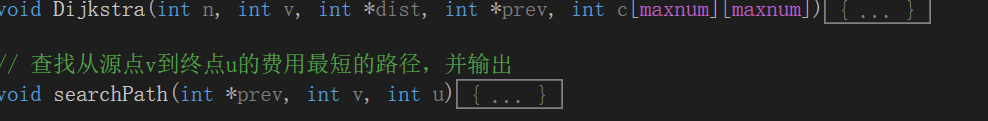 void Dijkstra(int n, int v, int *dist, int *prev, int c[maxnum][maxnum]){ ... }
// 查找从源点v到终点u的费用最短的路径，并输出
void searchPath(int *prev, int v, int u){ ... }